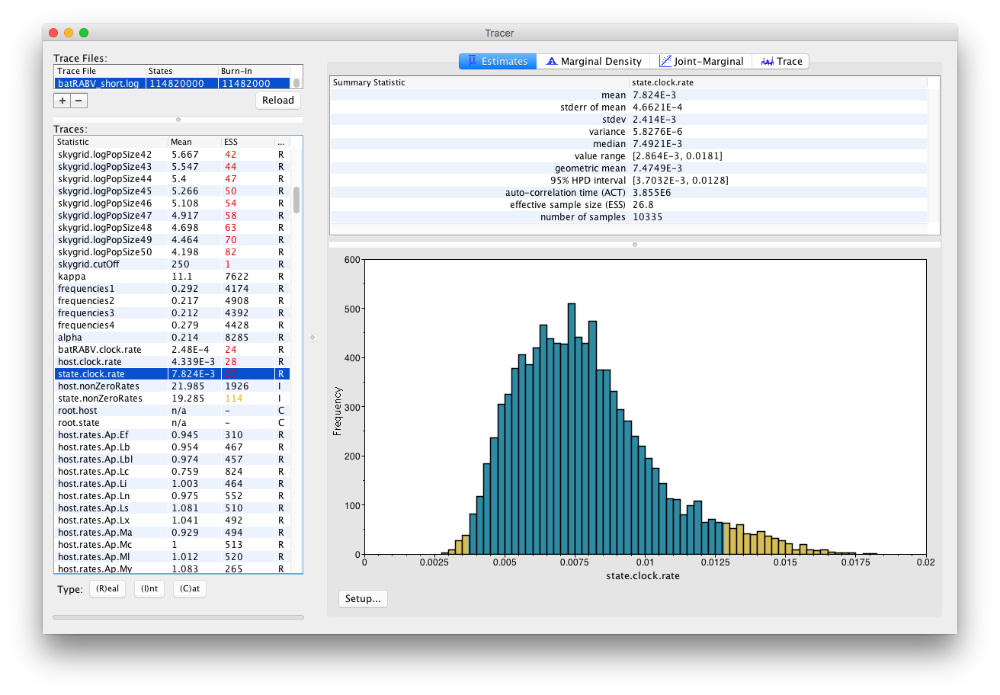 Tracer
Trace Files:
Trace File States Burn-In
batRABV_short.log 114820000 11482000
+ − Reload
Traces:
Statistic Mean ESS ...
skygrid.logPopSize42 5.667 42 R
skygrid.logPopSize43 5.547 44 R
skygrid.logPopSize44 5.4 47 R
skygrid.logPopSize45 5.266 50 R
skygrid.logPopSize46 5.108 54 R
skygrid.logPopSize47 4.917 58 R
skygrid.logPopSize48 4.698 63 R
skygrid.logPopSize49 4.464 70 R
skygrid.logPopSize50 4.198 82 R
skygrid.cutOff 250 1 R
kappa 11.1 7622 R
frequencies1 0.292 4174 R
frequencies2 0.217 4908 R
frequencies3 0.212 4392 R
frequencies4 0.279 4428 R
alpha 0.214 8285 R
batRABV.clock.rate 2.48E-4 24 R
host.clock.rate 4.339E-3 28 R
state.clock.rate 7.824E-3 27 R
host.nonZeroRates 21.985 1926 I
state.nonZeroRates 19.285 114 I
root.host n/a – C
root.state n/a – C
host.rates.Ap.Ef 0.945 310 R
host.rates.Ap.Lb 0.954 467 R
host.rates.Ap.Lbl 0.974 457 R
host.rates.Ap.Lc 0.759 824 R
host.rates.Ap.Li 1.003 464 R
host.rates.Ap.Ln 0.975 552 R
host.rates.Ap.Ls 1.081 510 R
host.rates.Ap.Lx 1.041 492 R
host.rates.Ap.Ma 0.929 494 R
host.rates.Ap.Mc 1 513 R
host.rates.Ap.Ml 1.012 520 R
host.rates.Ap.My 1.083 265 R
Type: (R)eal (I)nt (C)at
Estimates Marginal Density Joint-Marginal Trace
Summary Statistic state.clock.rate
mean 7.824E-3
stderr of mean 4.6621E-4
stdev 2.414E-3
variance 5.8276E-6
median 7.4921E-3
value range [2.864E-3, 0.0181]
geometric mean 7.4749E-3
95% HPD interval [3.7032E-3, 0.0128]
auto-correlation time (ACT) 3.855E6
effective sample size (ESS) 26.8
number of samples 10335
600
500
400
300
200
100
0
Frequency
0 0.0025 0.005 0.0075 0.01 0.0125 0.015 0.0175 0.02
state.clock.rate
Setup...